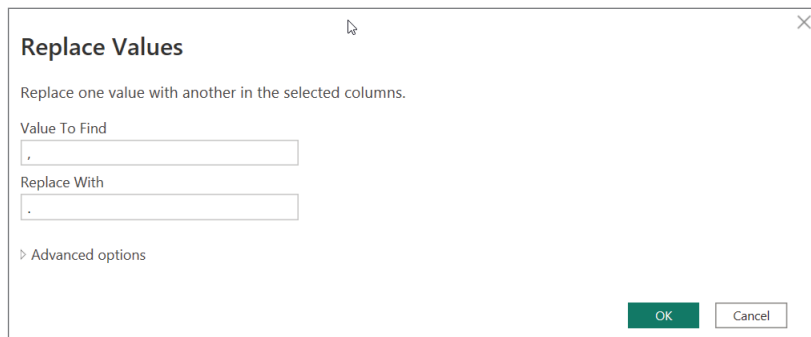 Replace Values
Replace one value with another in the selected columns.
Value To Find
,
Replace With
.
Advanced options
OK Cancel